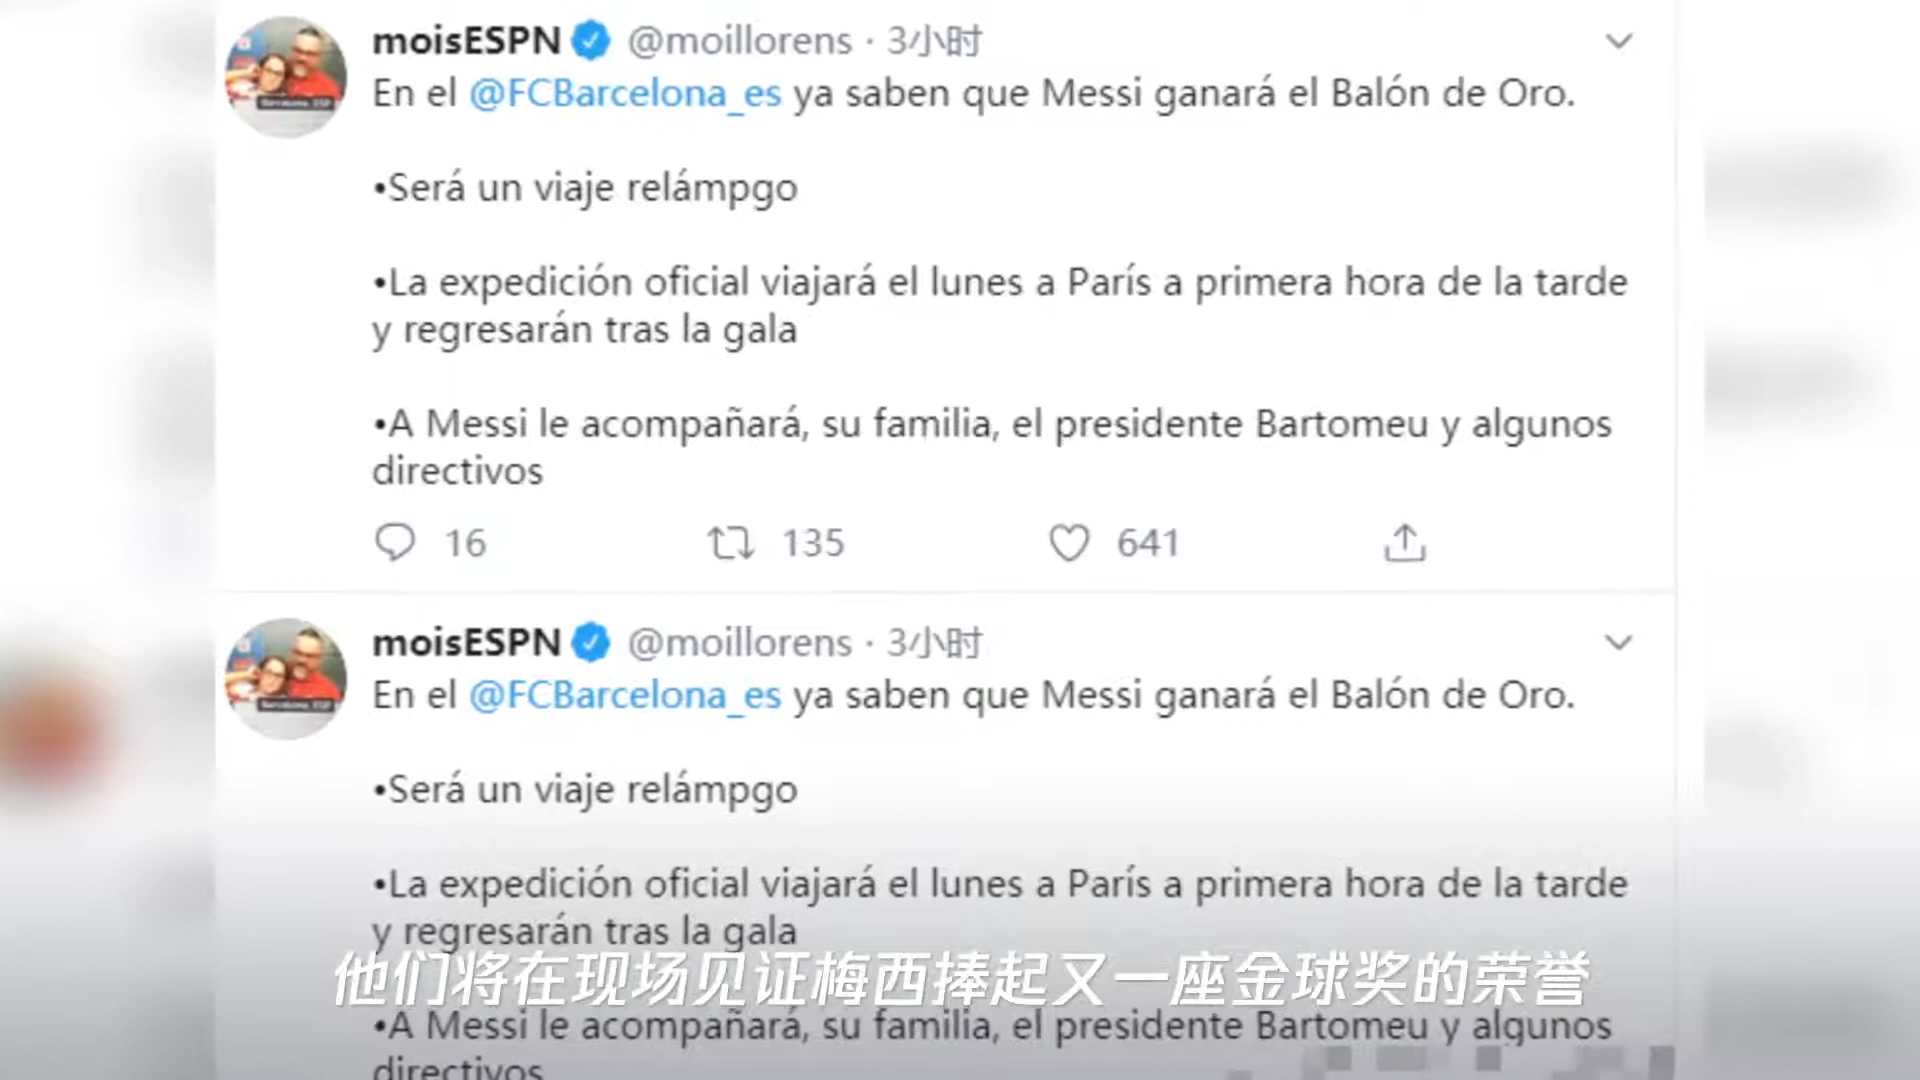 moisESPN @moillorens · 3小时
En el @FCBarcelona_es ya saben que Messi ganará el Balón de Oro.
•Será un viaje relámpgo
•La expedición oficial viajará el lunes a París a primera hora de la tarde
y regresarán tras la gala
•A Messi le acompañará, su familia, el presidente Bartomeu y algunos
directivos
16 135 641
moisESPN @moillorens · 3小时
En el @FCBarcelona_es ya saben que Messi ganará el Balón de Oro.
•Será un viaje relámpgo
•La expedición oficial viajará el lunes a París a primera hora de la tarde
y regresarán tras la gala
他们将在现场见证梅西捧起又一座金球奖的荣誉
•A Messi le acompañará, su familia, el presidente Bartomeu y algunos
directivos